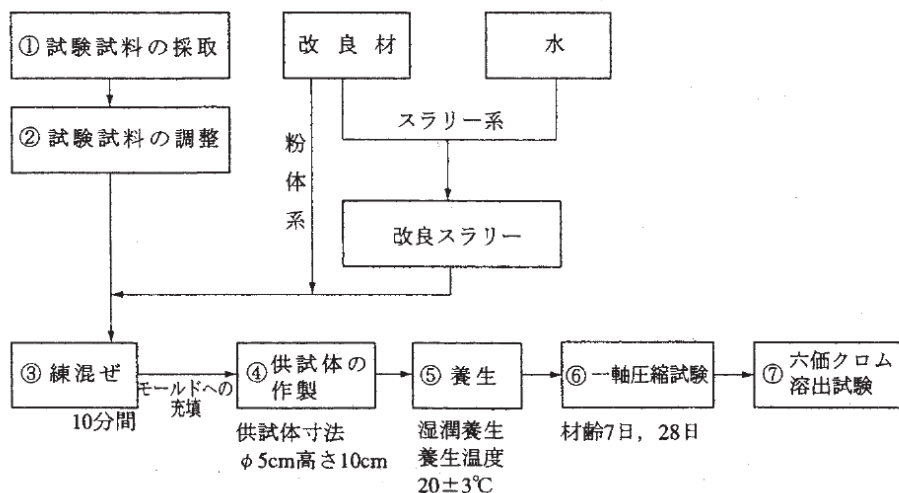 ①試験試料の採取
改良材
水
②試験試料の調整
スラリー系
粉体系
改良スラリー
③練混ぜ
10分間
モールドへの
充填
④供試体の
作製
供試体寸法
φ5cm高さ10cm
⑤養生
湿潤養生
養生温度
20±3℃
⑥一軸圧縮試験
材齢7日，28日
⑦六価クロム
溶出試験